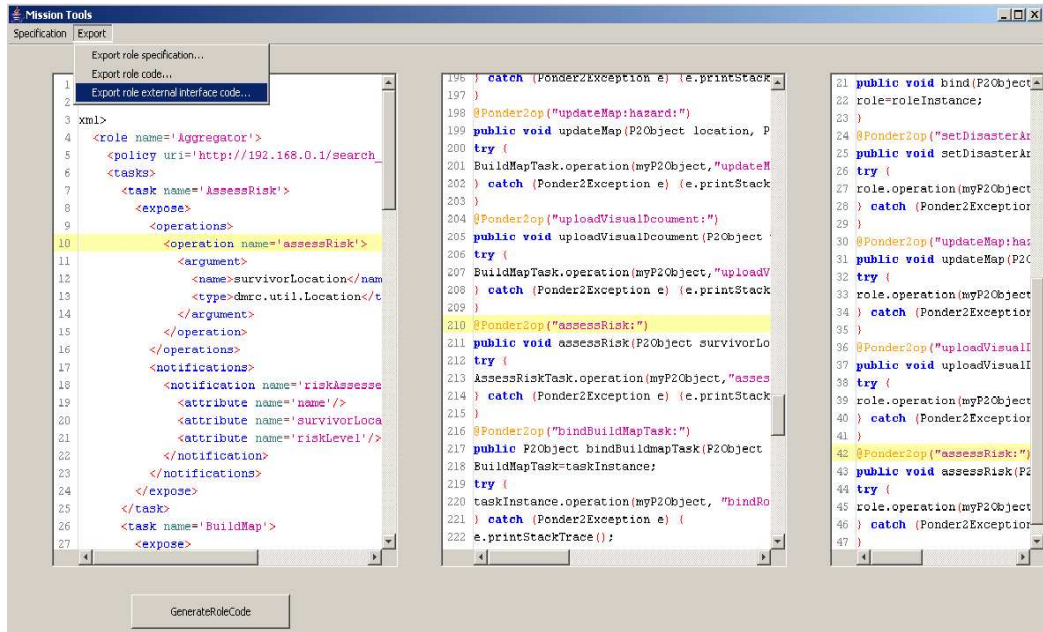 Mission Tools
Specification Export
Export role specification...
Export role code...
Export role external interface code...
1
2
3 xml>
4 <role name='Aggregator'>
5 <policy uri='http://192.168.0.1/search_
6 <tasks>
7 <task name='AssessRisk'>
8 <expose>
9 <operations>
10 <operation name='assessRisk'>
11 <argument>
12 <name>survivorLocation</nam
13 <type>dmrc.util.Location</t
14 </argument>
15 </operation>
16 </operations>
17 <notifications>
18 <notification name='riskAssesse
19 <attribute name='name'/>
20 <attribute name='survivorLoca
21 <attribute name='riskLevel'/>
22 </notification>
23 </notifications>
24 </expose>
25 </task>
26 <task name='BuildMap'>
27 <expose>
196 } catch (Ponder2Exception e) {e.printStack
197 }
198 @Ponder2op("updateMap:hazard:")
199 public void updateMap(P2Object location, P
200 try {
201 BuildMapTask.operation(myP2Object,"updateM
202 } catch (Ponder2Exception e) {e.printStack
203 }
204 @Ponder2op("uploadVisualDcoument:")
205 public void uploadVisualDcoument(P2Object
206 try {
207 BuildMapTask.operation(myP2Object,"uploadV
208 } catch (Ponder2Exception e) {e.printStack
209 }
210 @Ponder2op("assessRisk:")
211 public void assessRisk(P2Object survivorLo
212 try {
213 AssessRiskTask.operation(myP2Object,"asses
214 } catch (Ponder2Exception e) {e.printStack
215 }
216 @Ponder2op("bindBuildMapTask:")
217 public P2Object bindBuildmapTask(P2Object
218 BuildMapTask=taskInstance;
219 try {
220 taskInstance.operation(myP2Object, "bindRo
221 } catch (Ponder2Exception e) {
222 e.printStackTrace();
21 public void bind(P2Object
22 role=roleInstance;
23 }
24 @Ponder2op("setDisasterAr
25 public void setDisasterAr
26 try {
27 role.operation(myP2Object
28 } catch (Ponder2Exception
29 }
30 @Ponder2op("updateMap:haz
31 public void updateMap(P2O
32 try {
33 role.operation(myP2Object
34 } catch (Ponder2Exception
35 }
36 @Ponder2op("uploadVisualD
37 public void uploadVisualD
38 try {
39 role.operation(myP2Object
40 } catch (Ponder2Exception
41 }
42 @Ponder2op("assessRisk:")
43 public void assessRisk(P2
44 try {
45 role.operation(myP2Object
46 } catch (Ponder2Exception
47 }
GenerateRoleCode